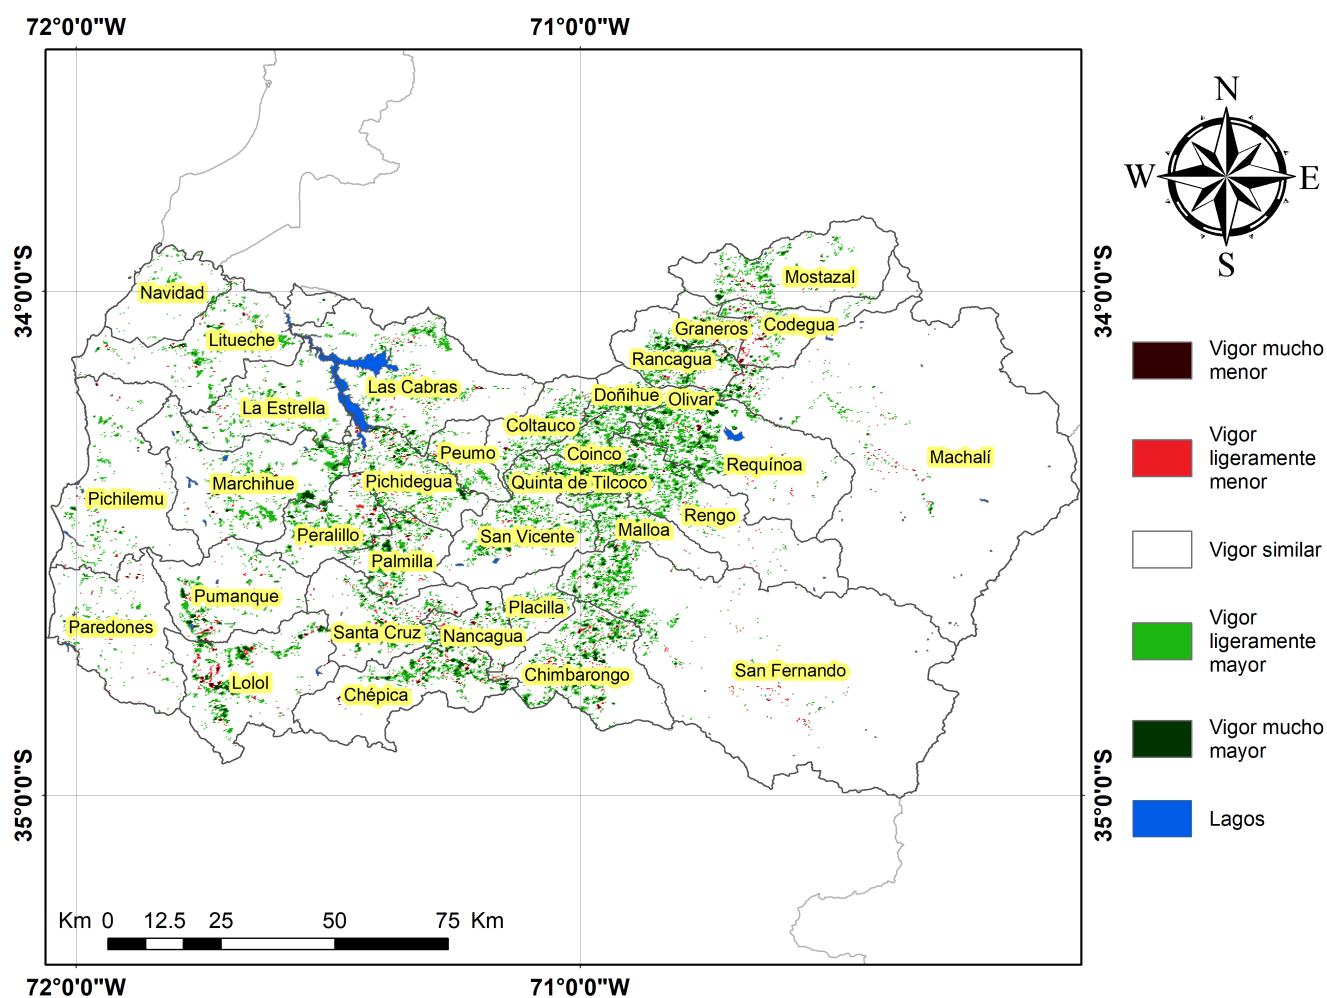 72°0'0"W
71°0'0"W
N
W
E
S
34°0'0"S
34°0'0"S
Mostazal
Navidad
Graneros
Codegua
Litueche
Rancagua
Las Cabras
Doñihue
Olivar
La Estrella
Coltauco
Peumo
Coinco
Machalí
Requínoa
Marchihue
Pichidegua
Quinta de Tilcoco
Pichilemu
Rengo
Malloa
Peralillo
San Vicente
Palmilla
Pumanque
Placilla
Paredones
Santa Cruz
Nancagua
San Fernando
Chimbarongo
Lolol
Chépica
35°0'0"S
35°0'0"S
Km 0 12.5 25 50 75 Km
72°0'0"W
71°0'0"W
Vigor mucho
menor
Vigor
ligeramente
menor
Vigor similar
Vigor
ligeramente
mayor
Vigor mucho
mayor
Lagos